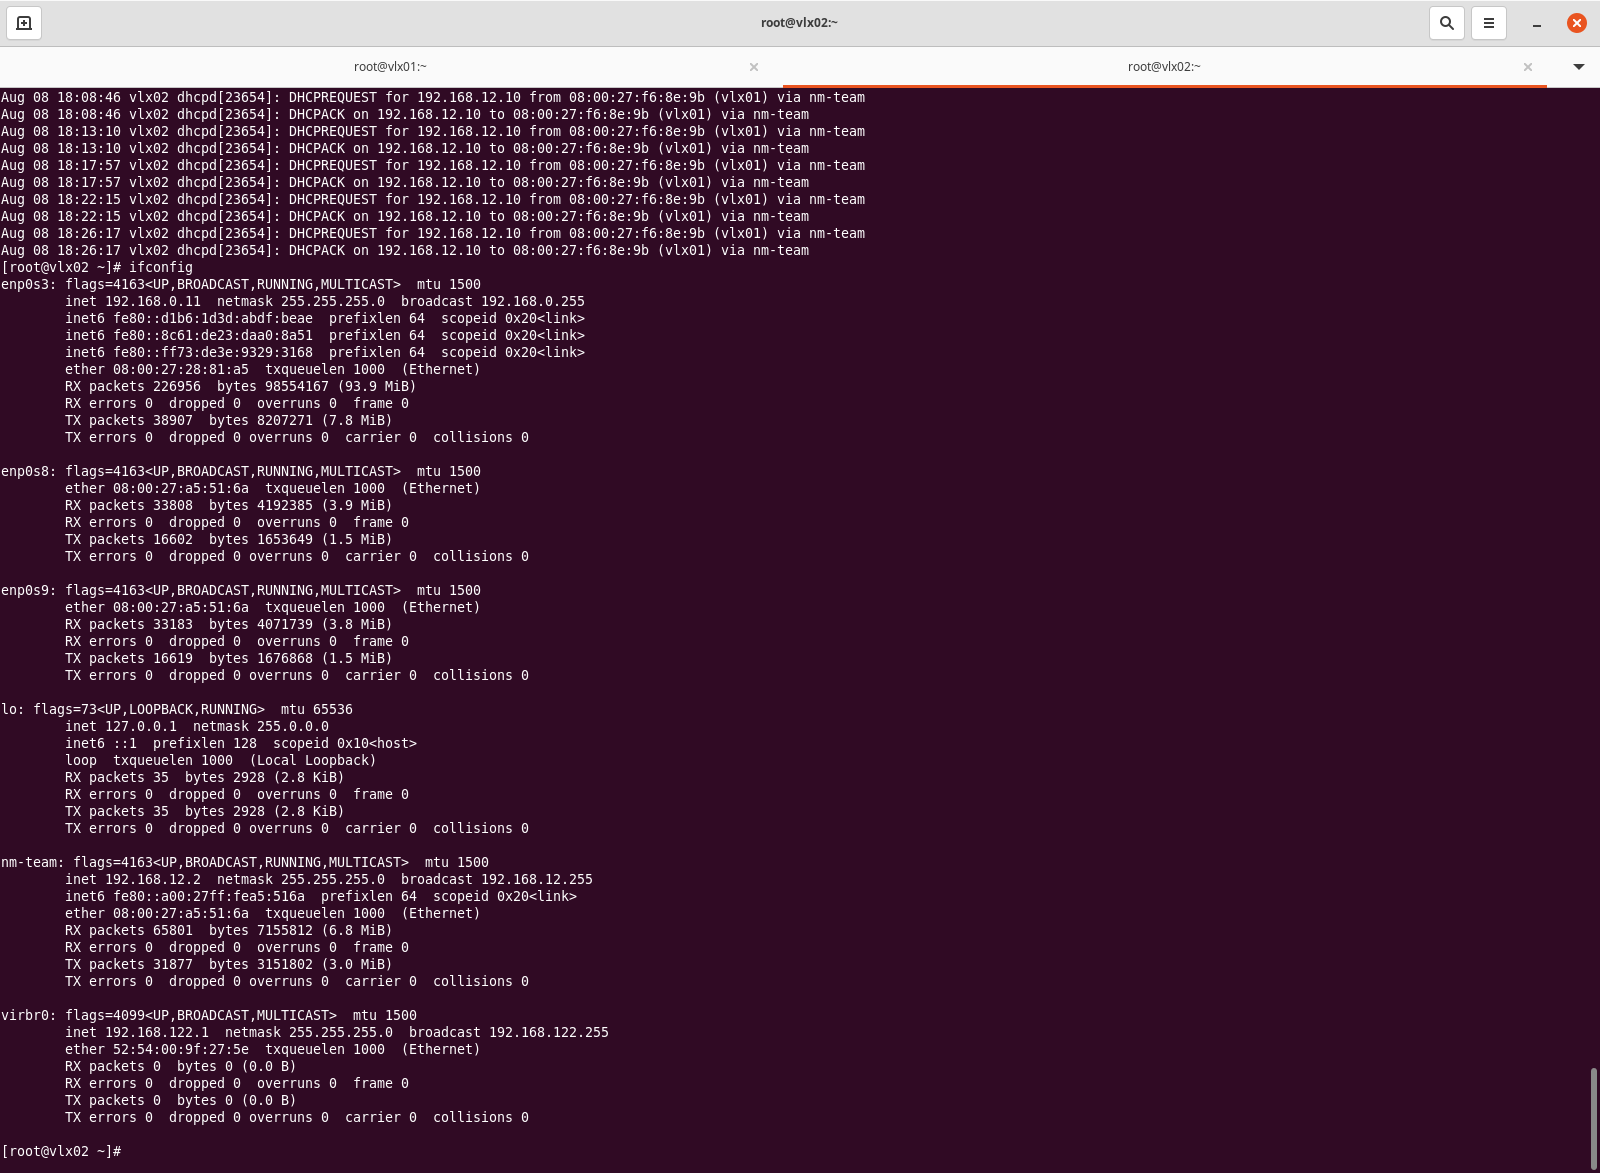 root@vlx02:~
root@vlx01:~
root@vlx02:~
Aug 08 18:08:46 vlx02 dhcpd[23654]: DHCPREQUEST for 192.168.12.10 from 08:00:27:f6:8e:9b (vlx01) via nm-team
Aug 08 18:08:46 vlx02 dhcpd[23654]: DHCPACK on 192.168.12.10 to 08:00:27:f6:8e:9b (vlx01) via nm-team
Aug 08 18:13:10 vlx02 dhcpd[23654]: DHCPREQUEST for 192.168.12.10 from 08:00:27:f6:8e:9b (vlx01) via nm-team
Aug 08 18:13:10 vlx02 dhcpd[23654]: DHCPACK on 192.168.12.10 to 08:00:27:f6:8e:9b (vlx01) via nm-team
Aug 08 18:17:57 vlx02 dhcpd[23654]: DHCPREQUEST for 192.168.12.10 from 08:00:27:f6:8e:9b (vlx01) via nm-team
Aug 08 18:17:57 vlx02 dhcpd[23654]: DHCPACK on 192.168.12.10 to 08:00:27:f6:8e:9b (vlx01) via nm-team
Aug 08 18:22:15 vlx02 dhcpd[23654]: DHCPREQUEST for 192.168.12.10 from 08:00:27:f6:8e:9b (vlx01) via nm-team
Aug 08 18:22:15 vlx02 dhcpd[23654]: DHCPACK on 192.168.12.10 to 08:00:27:f6:8e:9b (vlx01) via nm-team
Aug 08 18:26:17 vlx02 dhcpd[23654]: DHCPREQUEST for 192.168.12.10 from 08:00:27:f6:8e:9b (vlx01) via nm-team
Aug 08 18:26:17 vlx02 dhcpd[23654]: DHCPACK on 192.168.12.10 to 08:00:27:f6:8e:9b (vlx01) via nm-team
[root@vlx02 ~]# ifconfig
enp0s3: flags=4163<UP,BROADCAST,RUNNING,MULTICAST>  mtu 1500
        inet 192.168.0.11  netmask 255.255.255.0  broadcast 192.168.0.255
        inet6 fe80::d1b6:1d3d:abdf:beae  prefixlen 64  scopeid 0x20<link>
        inet6 fe80::8c61:de23:daa0:8a51  prefixlen 64  scopeid 0x20<link>
        inet6 fe80::ff73:de3e:9329:3168  prefixlen 64  scopeid 0x20<link>
        ether 08:00:27:28:81:a5  txqueuelen 1000  (Ethernet)
        RX packets 226956  bytes 98554167 (93.9 MiB)
        RX errors 0  dropped 0  overruns 0  frame 0
        TX packets 38907  bytes 8207271 (7.8 MiB)
        TX errors 0  dropped 0 overruns 0  carrier 0  collisions 0
enp0s8: flags=4163<UP,BROADCAST,RUNNING,MULTICAST>  mtu 1500
        ether 08:00:27:a5:51:6a  txqueuelen 1000  (Ethernet)
        RX packets 33808  bytes 4192385 (3.9 MiB)
        RX errors 0  dropped 0  overruns 0  frame 0
        TX packets 16602  bytes 1653649 (1.5 MiB)
        TX errors 0  dropped 0 overruns 0  carrier 0  collisions 0
enp0s9: flags=4163<UP,BROADCAST,RUNNING,MULTICAST>  mtu 1500
        ether 08:00:27:a5:51:6a  txqueuelen 1000  (Ethernet)
        RX packets 33183  bytes 4071739 (3.8 MiB)
        RX errors 0  dropped 0  overruns 0  frame 0
        TX packets 16619  bytes 1676868 (1.5 MiB)
        TX errors 0  dropped 0 overruns 0  carrier 0  collisions 0
lo: flags=73<UP,LOOPBACK,RUNNING>  mtu 65536
        inet 127.0.0.1  netmask 255.0.0.0
        inet6 ::1  prefixlen 128  scopeid 0x10<host>
        loop  txqueuelen 1000  (Local Loopback)
        RX packets 35  bytes 2928 (2.8 KiB)
        RX errors 0  dropped 0  overruns 0  frame 0
        TX packets 35  bytes 2928 (2.8 KiB)
        TX errors 0  dropped 0 overruns 0  carrier 0  collisions 0
nm-team: flags=4163<UP,BROADCAST,RUNNING,MULTICAST>  mtu 1500
        inet 192.168.12.2  netmask 255.255.255.0  broadcast 192.168.12.255
        inet6 fe80::a00:27ff:fea5:516a  prefixlen 64  scopeid 0x20<link>
        ether 08:00:27:a5:51:6a  txqueuelen 1000  (Ethernet)
        RX packets 65801  bytes 7155812 (6.8 MiB)
        RX errors 0  dropped 0  overruns 0  frame 0
        TX packets 31877  bytes 3151802 (3.0 MiB)
        TX errors 0  dropped 0 overruns 0  carrier 0  collisions 0
virbr0: flags=4099<UP,BROADCAST,MULTICAST>  mtu 1500
        inet 192.168.122.1  netmask 255.255.255.0  broadcast 192.168.122.255
        ether 52:54:00:9f:27:5e  txqueuelen 1000  (Ethernet)
        RX packets 0  bytes 0 (0.0 B)
        RX errors 0  dropped 0  overruns 0  frame 0
        TX packets 0  bytes 0 (0.0 B)
        TX errors 0  dropped 0 overruns 0  carrier 0  collisions 0
[root@vlx02 ~]#